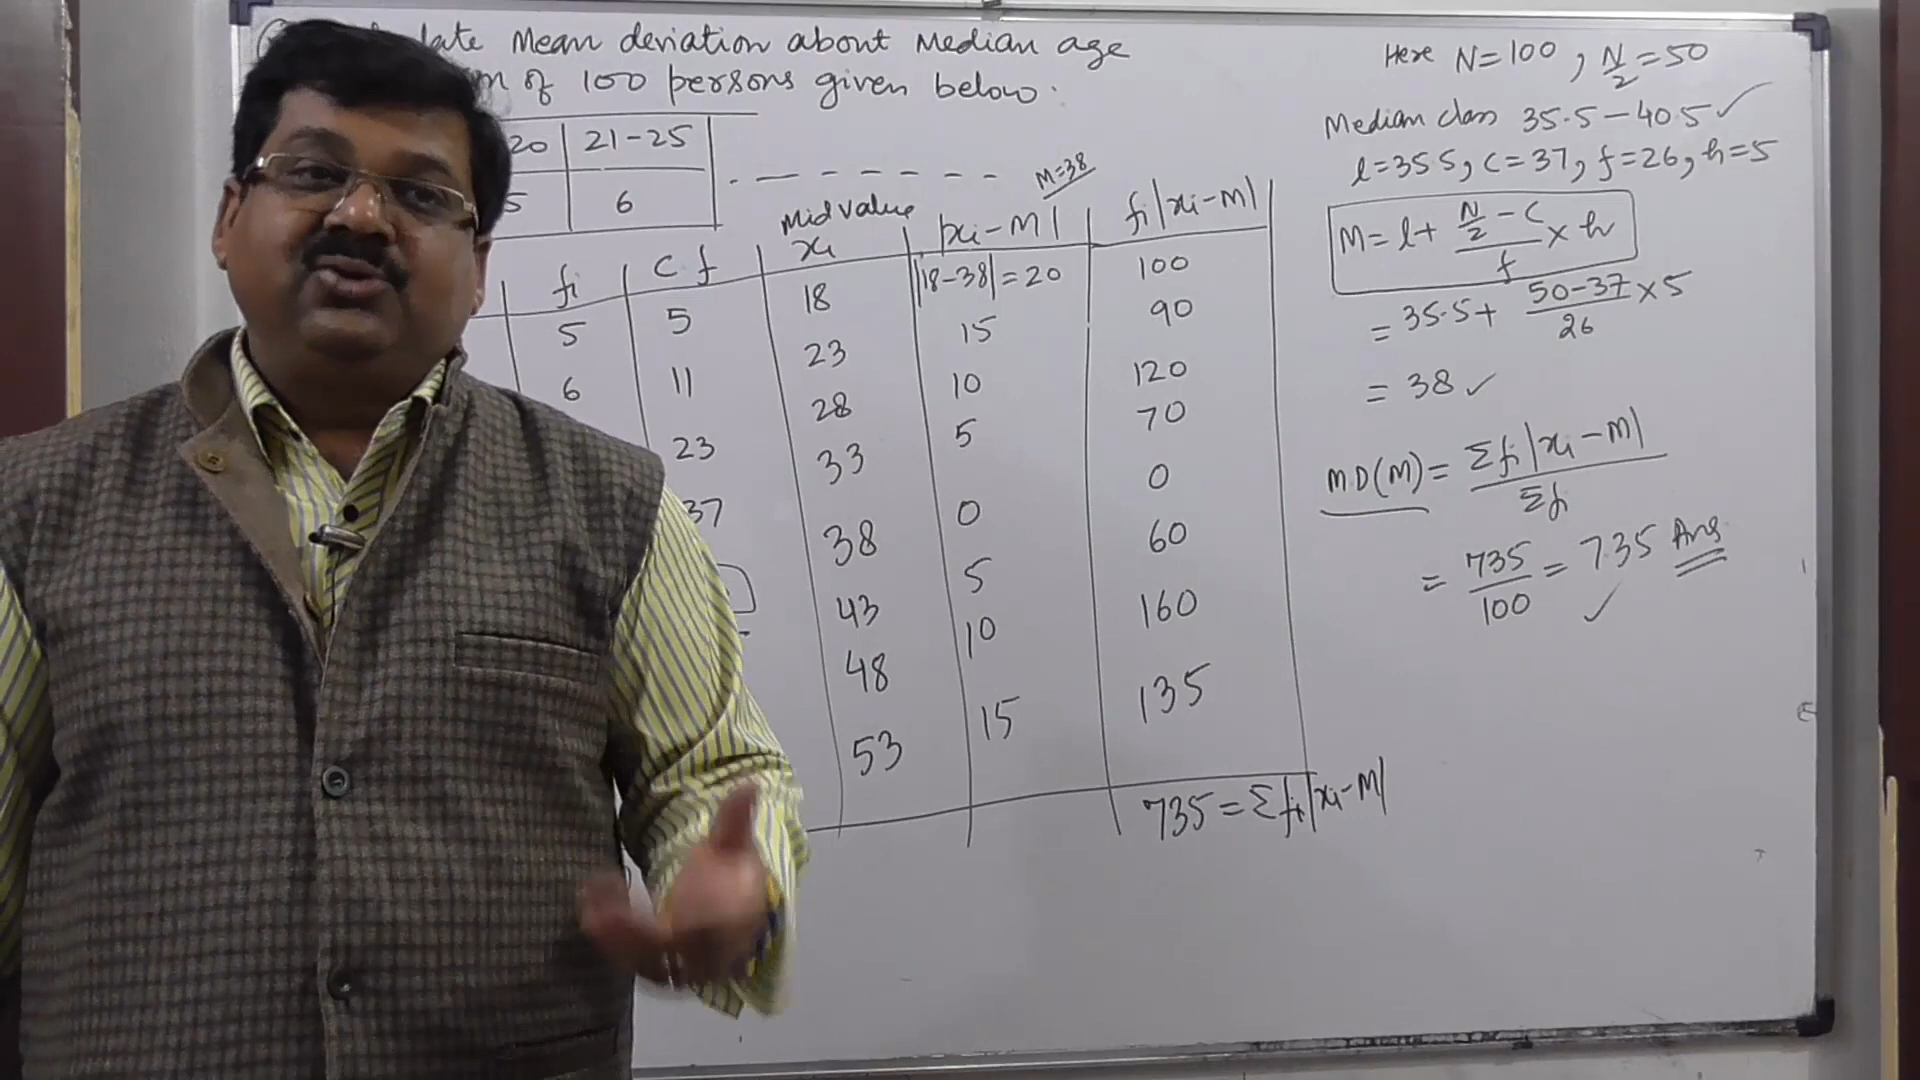 late Mean deviation about Median age
of 100 persons given below.
20 | 21-25
5 | 6
- - - - - - - -
M=38
fi | c f | Mid value xi | |xi-M| | fi|xi-M|
5 | 5 | 18 | |18-38|=20 | 100
6 | 11 | 23 | 15 | 90
23 | 28 | 10 | 120
37 | 33 | 5 | 70
38 | 0 | 0
43 | 5 | 60
48 | 10 | 160
53 | 15 | 135
735 = Σfi|xi-M|
Here N=100, N/2=50
Median class 35.5-40.5 ✓
l=35.5, c=37, f=26, h=5
M= l+ (N/2 - c)/f × h
= 35.5+ (50-37)/26 ×5
= 38 ✓
MD(M)= Σfi|xi-M| / Σfi
= 735/100 = 7.35 Ans
✓